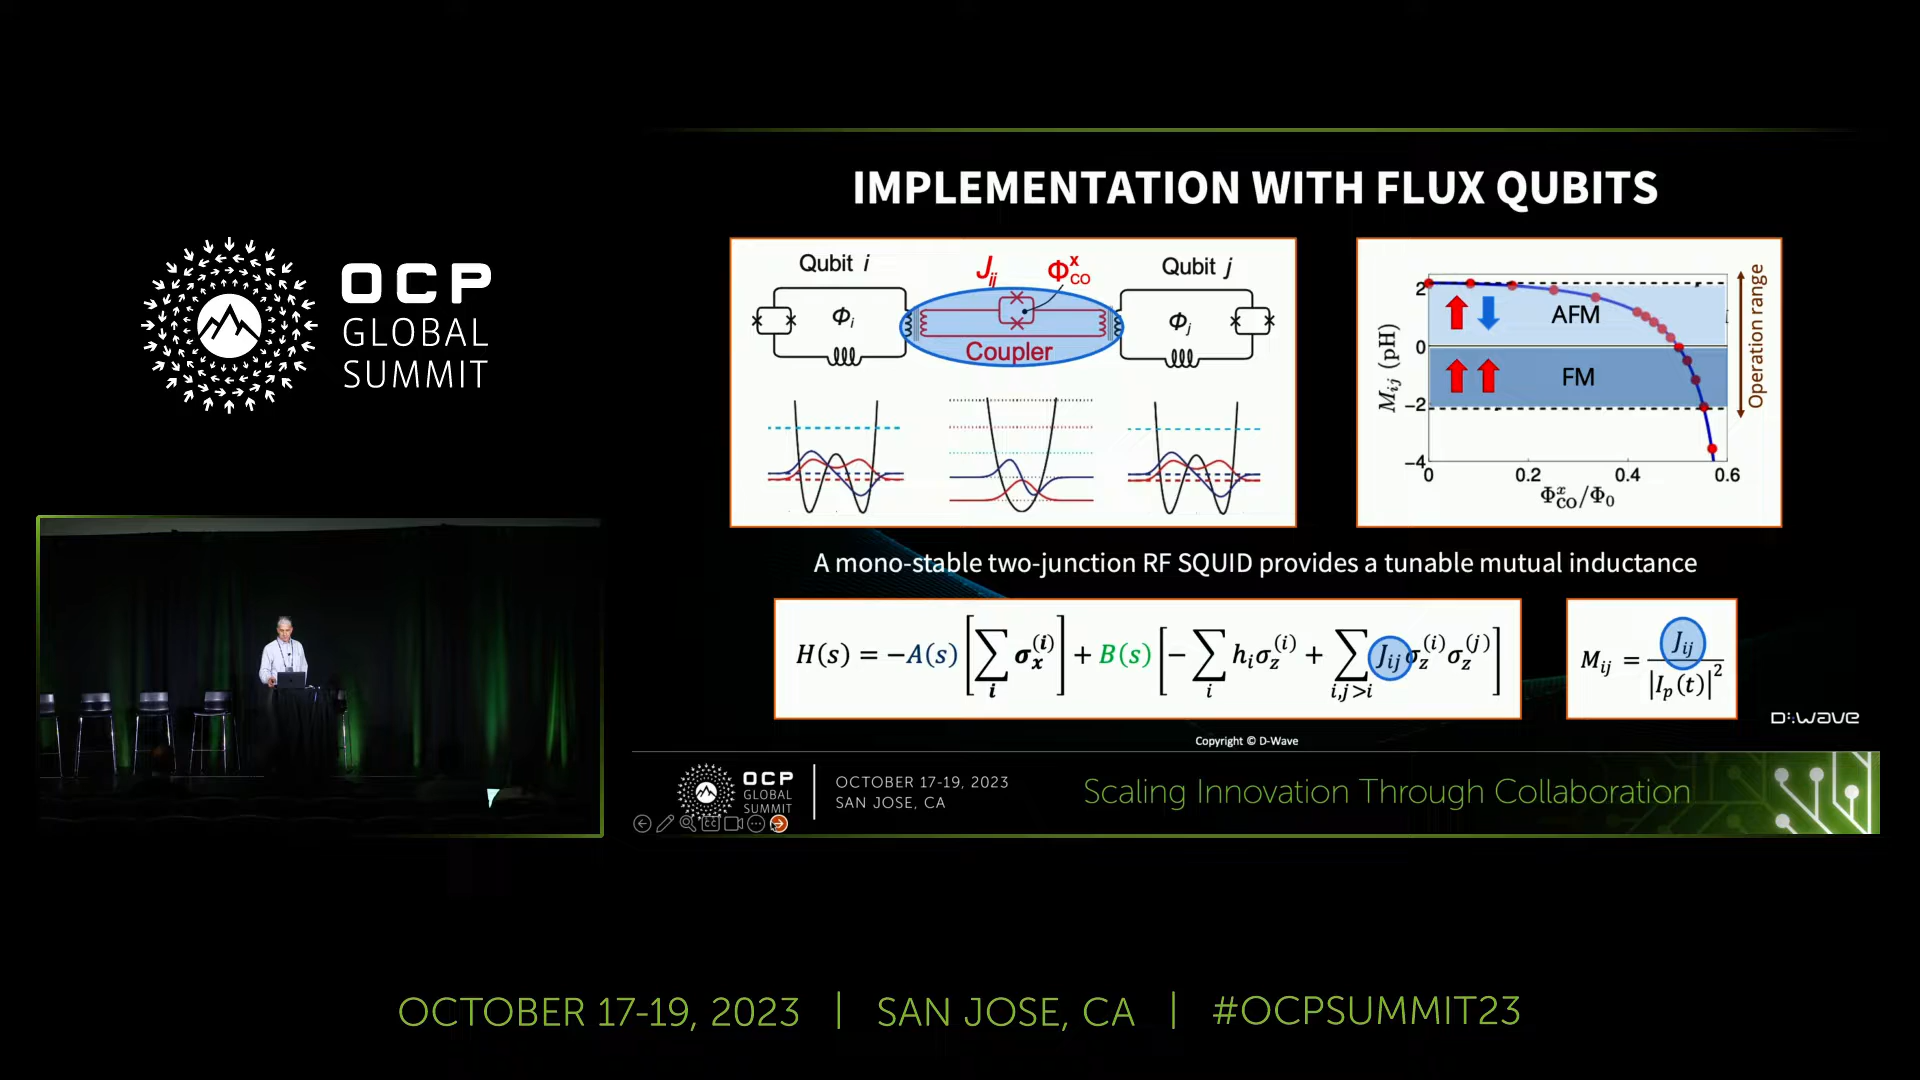 OCP
GLOBAL
SUMMIT
IMPLEMENTATION WITH FLUX QUBITS
Qubit i
J_ij
Φ^x_co
Qubit j
Φ_i
Φ_j
Coupler
2
0
−2
−4
M_ij (pH)
AFM
FM
Operation range
0
0.2
0.4
0.6
Φ^x_CO/Φ_0
A mono-stable two-junction RF SQUID provides a tunable mutual inductance
H(s) = −A(s) [∑_i σ_x^(i)] + B(s) [− ∑_i h_i σ_z^(i) + ∑_{i,j>i} J_ij σ_z^(i) σ_z^(j)]
M_ij = J_ij / |I_p(t)|^2
D:wave
Copyright © D-Wave
OCP
GLOBAL
SUMMIT
OCTOBER 17-19, 2023
SAN JOSE, CA
Scaling Innovation Through Collaboration
OCTOBER 17-19, 2023 | SAN JOSE, CA | #OCPSUMMIT23